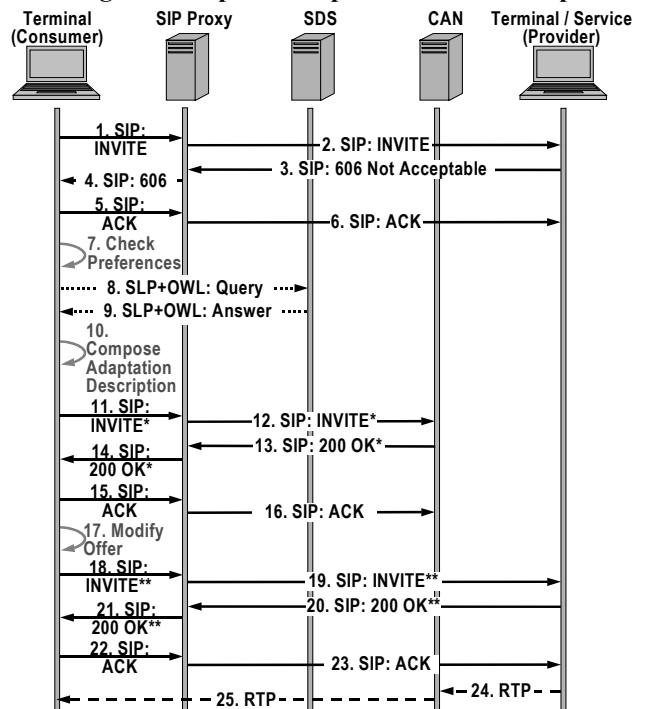 Terminal
(Consumer)
SIP Proxy
SDS
CAN
Terminal / Service
(Provider)
1. SIP:
INVITE
2. SIP: INVITE
3. SIP: 606 Not Acceptable
4. SIP: 606
5. SIP:
ACK
6. SIP: ACK
7. Check
Preferences
8. SLP+OWL: Query
9. SLP+OWL: Answer
10.
Compose
Adaptation
Description
11. SIP:
INVITE*
12. SIP: INVITE*
13. SIP: 200 OK*
14. SIP:
200 OK*
15. SIP:
ACK
16. SIP: ACK
17. Modify
Offer
18. SIP:
INVITE**
19. SIP: INVITE**
20. SIP: 200 OK**
21. SIP:
200 OK**
22. SIP:
ACK
23. SIP: ACK
24. RTP
25. RTP